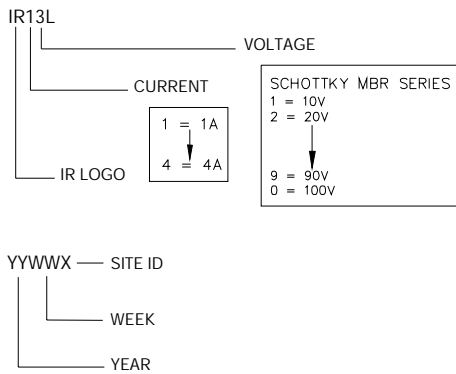 IR13L
VOLTAGE
CURRENT
IR LOGO
1 = 1A
4 = 4A
SCHOTTKY MBR SERIES
1 = 10V
2 = 20V
9 = 90V
0 = 100V
YYWWX
SITE ID
WEEK
YEAR